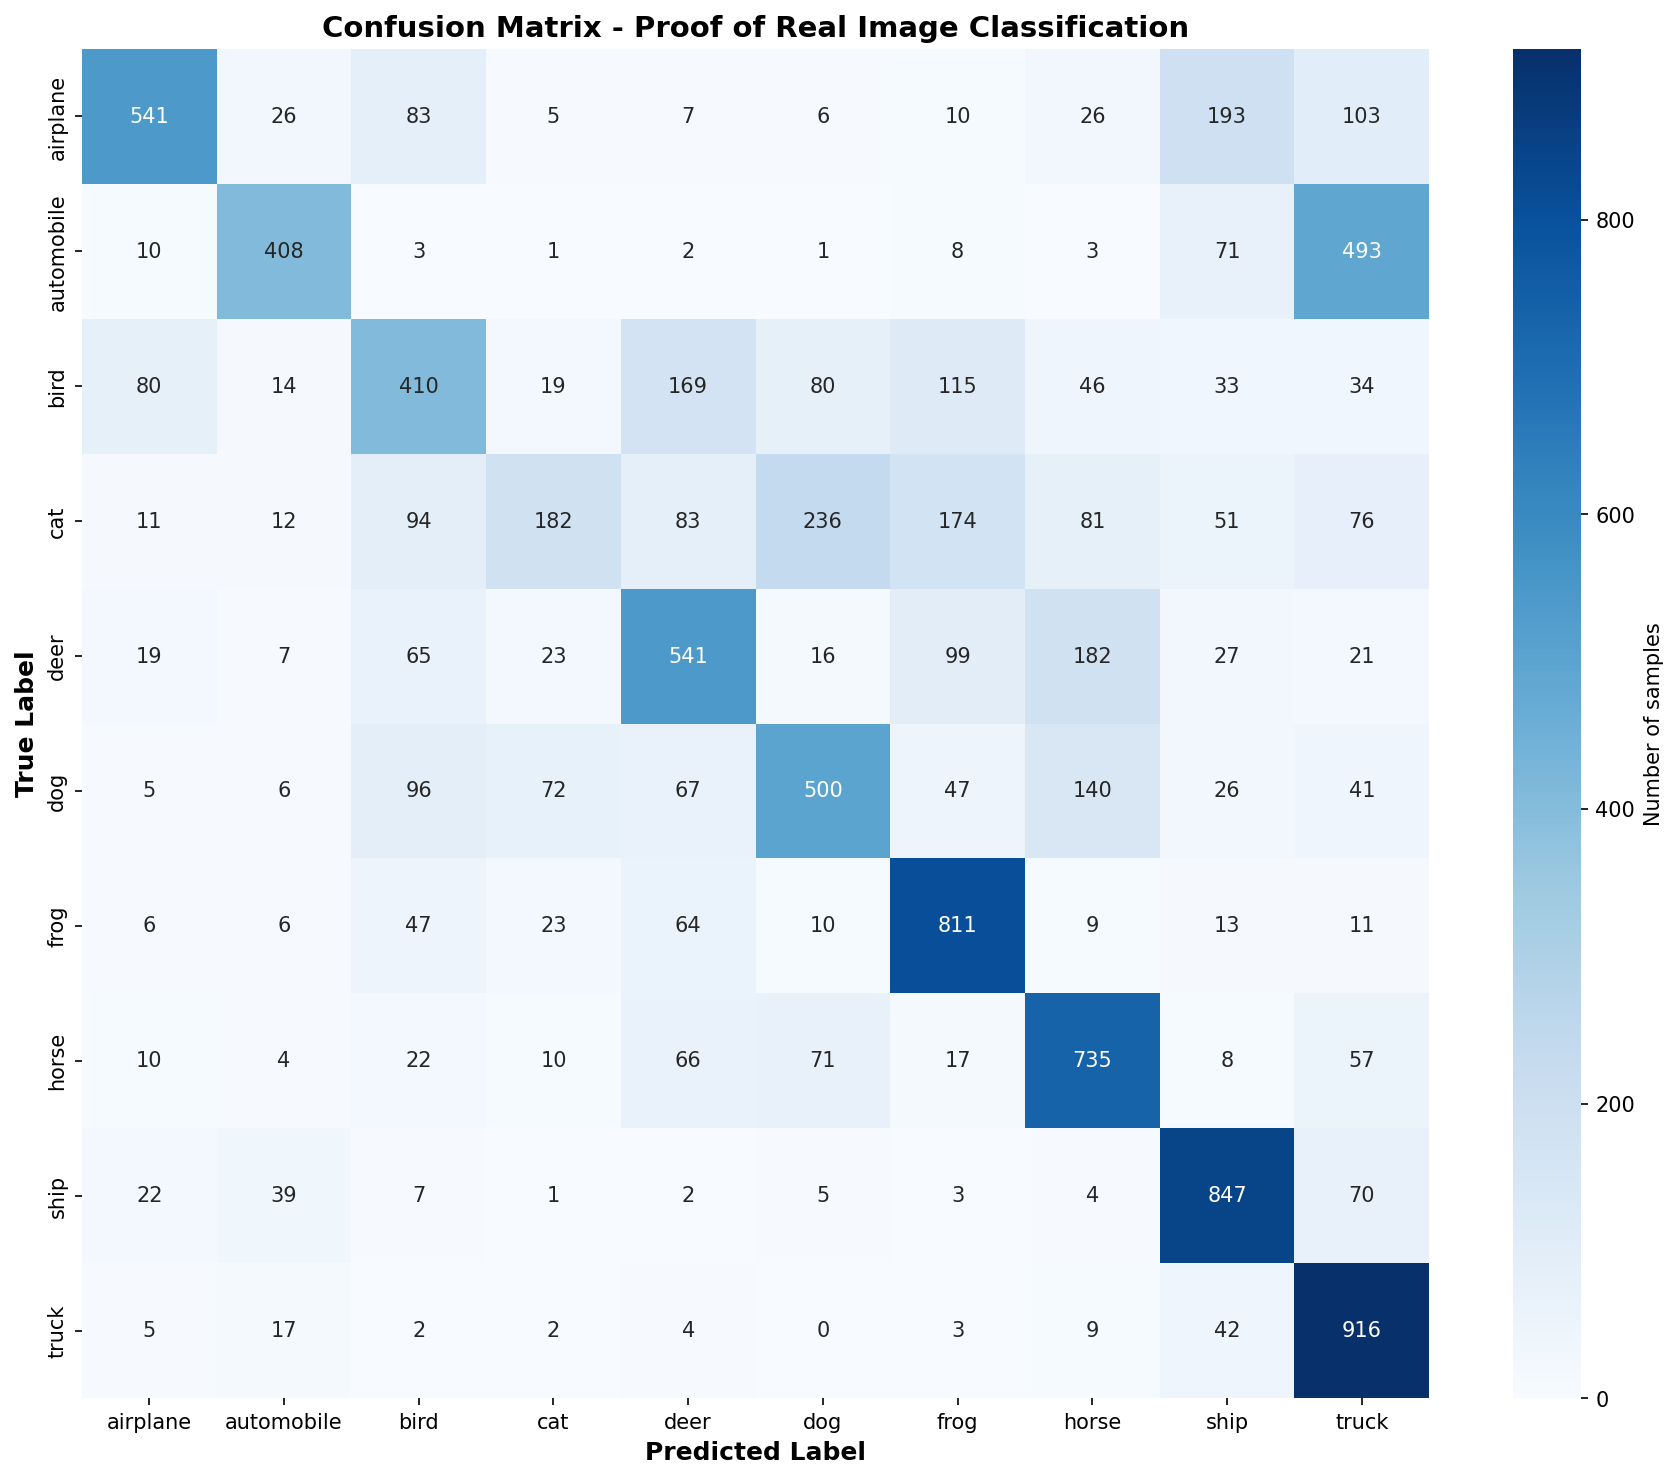 Confusion Matrix - Proof of Real Image Classification
airplane 541 26 83 5 7 6 10 26 193 103
automobile 10 408 3 1 2 1 8 3 71 493
bird 80 14 410 19 169 80 115 46 33 34
cat 11 12 94 182 83 236 174 81 51 76
deer 19 7 65 23 541 16 99 182 27 21
dog 5 6 96 72 67 500 47 140 26 41
frog 6 6 47 23 64 10 811 9 13 11
horse 10 4 22 10 66 71 17 735 8 57
ship 22 39 7 1 2 5 3 4 847 70
truck 5 17 2 2 4 0 3 9 42 916
airplane automobile bird cat deer dog frog horse ship truck
Predicted Label
True Label
800
600
400
200
0
Number of samples